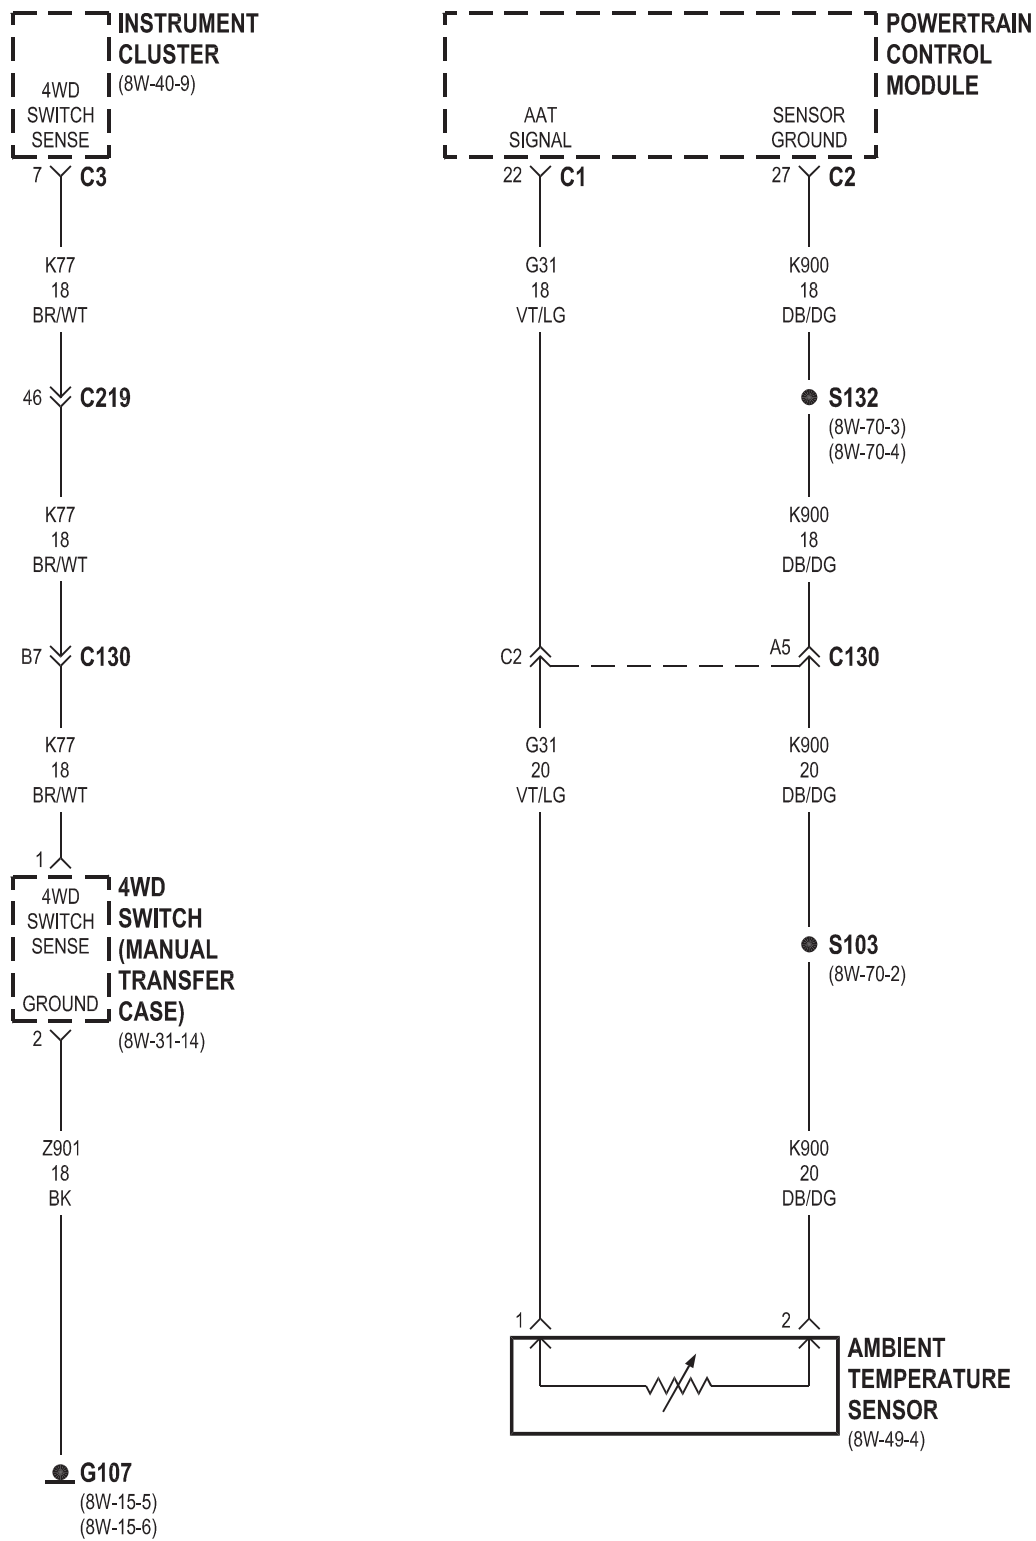 INSTRUMENT
CLUSTER
(8W-40-9)
4WD
SWITCH
SENSE
7
C3
K77
18
BR/WT
46
C219
K77
18
BR/WT
B7
C130
K77
18
BR/WT
1
4WD
SWITCH
SENSE
GROUND
4WD
SWITCH
(MANUAL
TRANSFER
CASE)
(8W-31-14)
2
Z901
18
BK
G107
(8W-15-5)
(8W-15-6)
POWERTRAIN
CONTROL
MODULE
AAT
SIGNAL
SENSOR
GROUND
22
C1
27
C2
G31
18
VT/LG
K900
18
DB/DG
S132
(8W-70-3)
(8W-70-4)
K900
18
DB/DG
C2
A5
C130
G31
20
VT/LG
K900
20
DB/DG
S103
(8W-70-2)
K900
20
DB/DG
1
2
AMBIENT
TEMPERATURE
SENSOR
(8W-49-4)